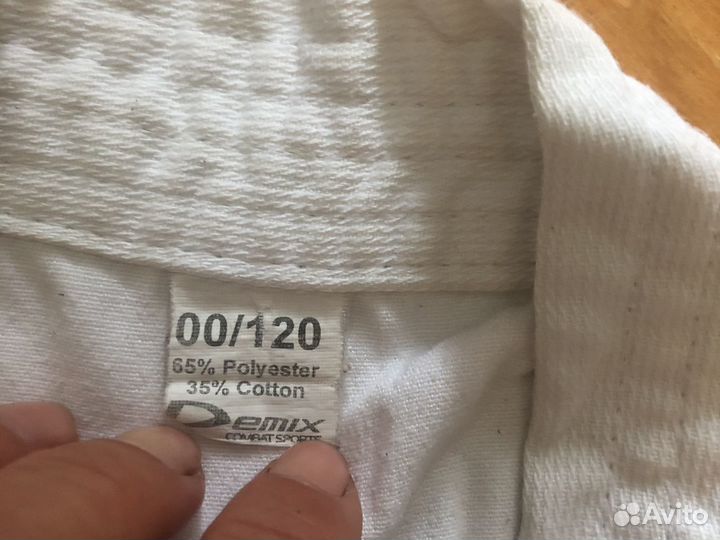 00/120
65% Polyester
35% Cotton
Demix
COMBAT SPORTS
Avito